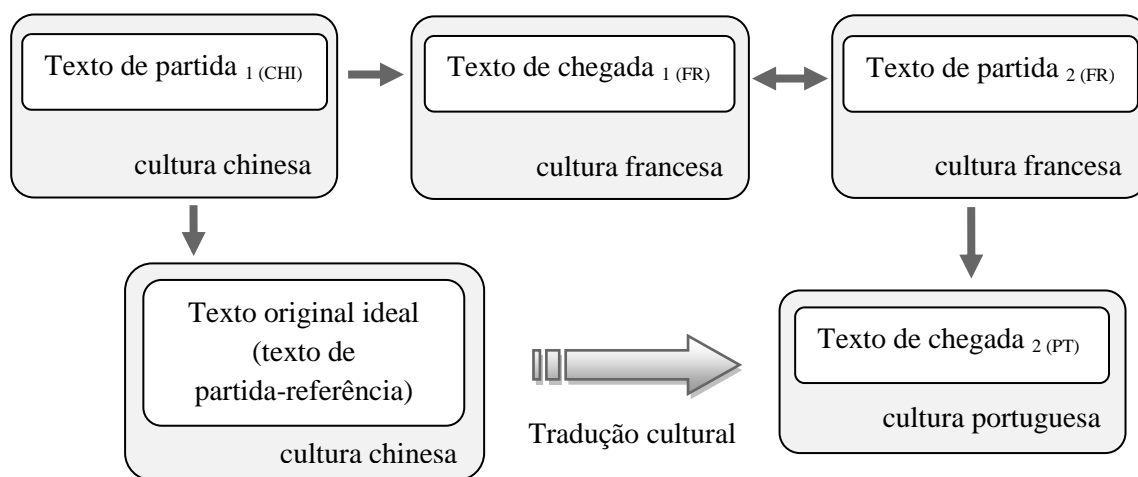 Texto de partida 1 (CHI)
cultura chinesa
Texto de chegada 1 (FR)
cultura francesa
Texto de partida 2 (FR)
cultura francesa
Texto original ideal
(texto de
partida-referência)
cultura chinesa
Tradução cultural
Texto de chegada 2 (PT)
cultura portuguesa